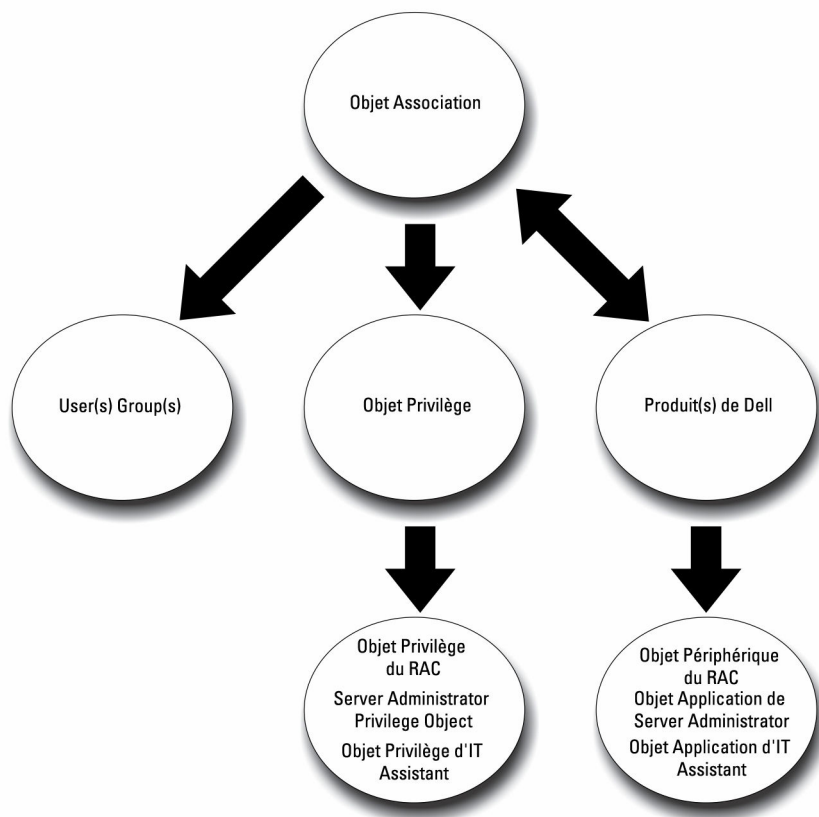 Objet Association
User(s) Group(s)
Objet Privilège
Produit(s) de Dell
Objet Privilège
du RAC
Server Administrator
Privilege Object
Objet Privilège d'IT
Assistant
Objet Périphérique
du RAC
Objet Application de
Server Administrator
Objet Application d'IT
Assistant